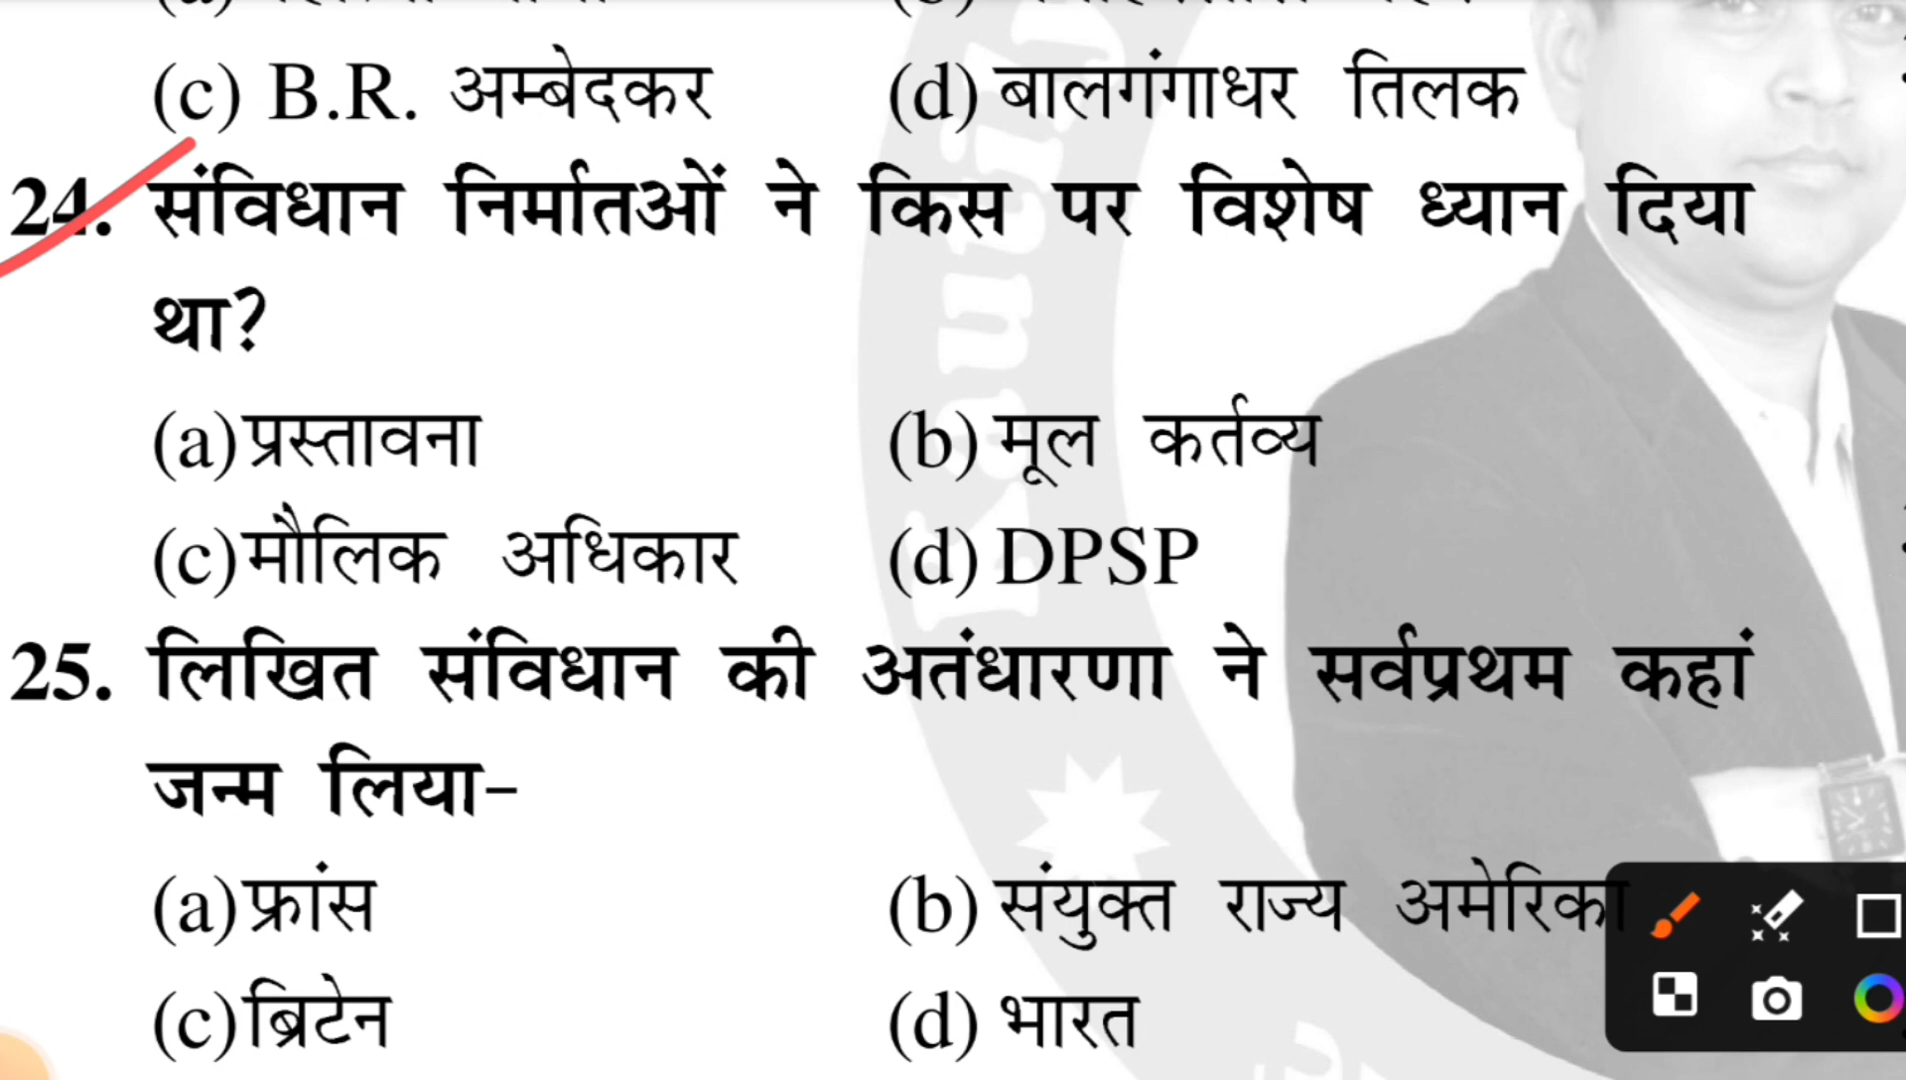 (c) B.R. अम्बेदकर (d) बालगंगाधर तिलक
24. संविधान निर्मातओं ने किस पर विशेष ध्यान दिया
था?
(a) प्रस्तावना (b) मूल कर्तव्य
(c) मौलिक अधिकार (d) DPSP
25. लिखित संविधान की अतंधारणा ने सर्वप्रथम कहां
जन्म लिया-
(a) फ्रांस (b) संयुक्त राज्य अमेरिका
(c) ब्रिटेन (d) भारत